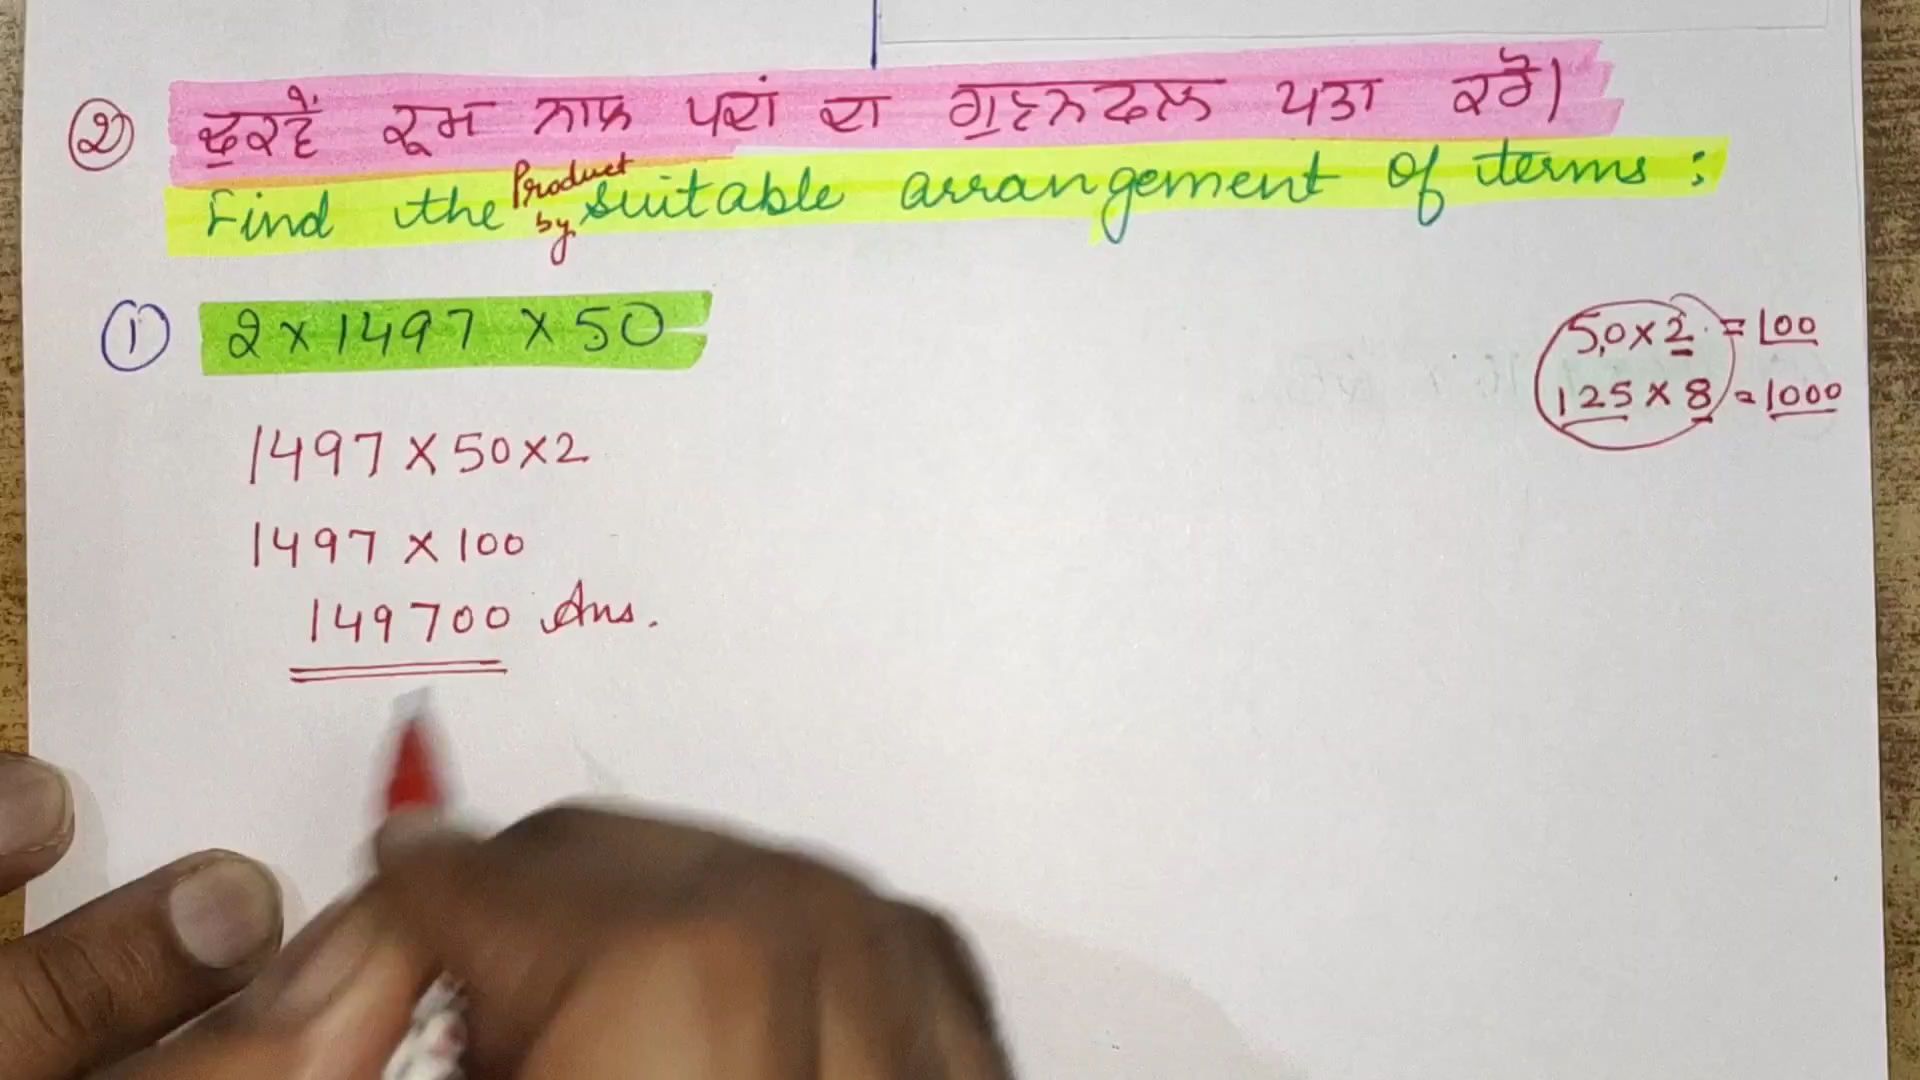 ② ਢੁਕਵੇਂ ਕ੍ਰਮ ਨਾਲ ਪਦਾਂ ਦਾ ਗੁਣਨਫਲ ਪਤਾ ਕਰੋ।
Find the Product by suitable arrangement of terms :
① 2 × 1497 × 50
50 × 2 = 100
125 × 8 = 1000
1497 × 50 × 2
1497 × 100
149700 Ans.